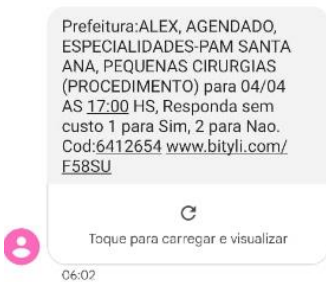 Prefeitura:ALEX, AGENDADO,
ESPECIALIDADES-PAM SANTA
ANA, PEQUENAS CIRURGIAS
(PROCEDIMENTO) para 04/04
AS 17:00 HS, Responda sem
custo 1 para Sim, 2 para Nao.
Cod:6412654 www.bityli.com/
F58SU
Toque para carregar e visualizar
06:02